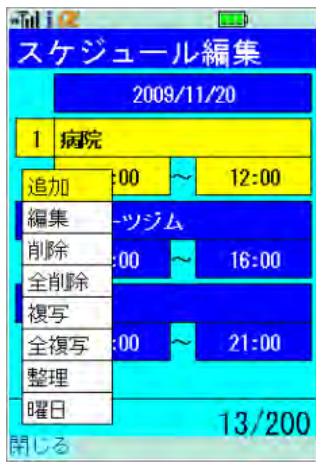 スケジュール編集
2009/11/20
1 病院
:00 ～ 12:00
ーツジム
:00 ～ 16:00
:00 ～ 21:00
追加
編集
削除
全削除
複写
全複写
整理
曜日
13/200
閉じる